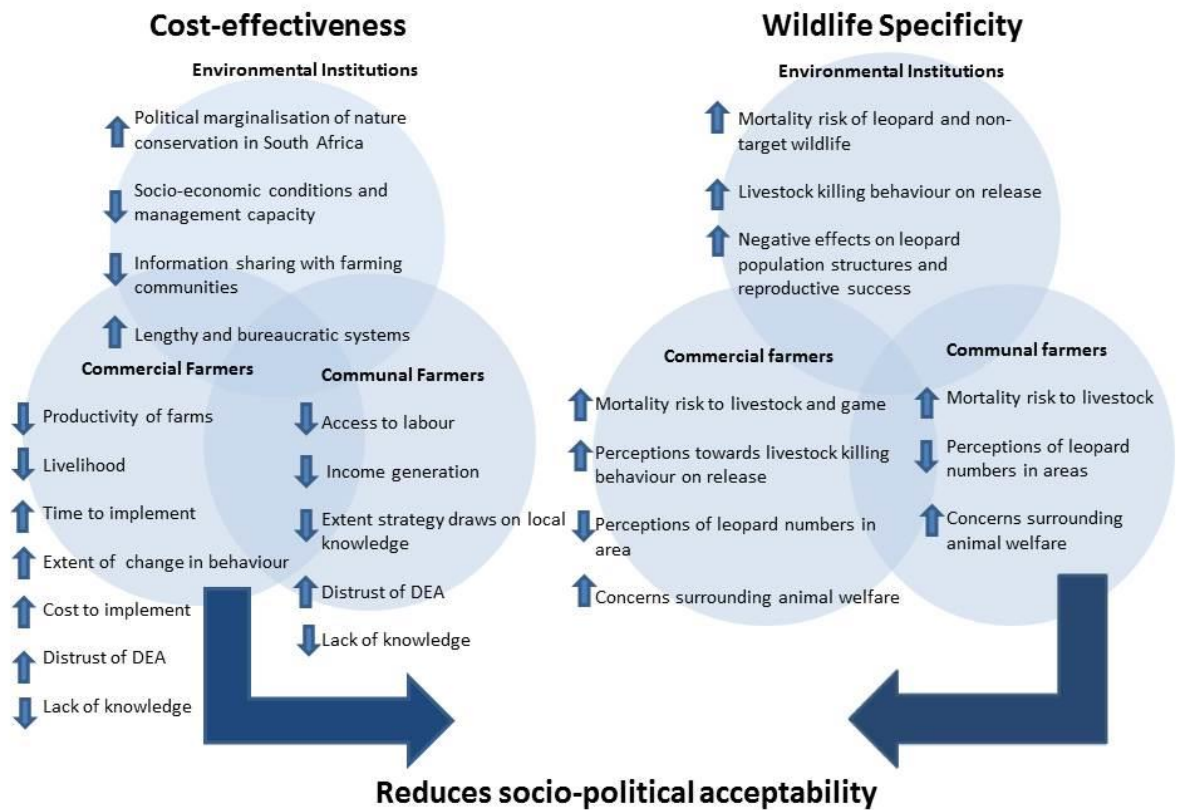 Cost-effectiveness
Environmental Institutions
Political marginalisation of nature
conservation in South Africa
Socio-economic conditions and
management capacity
Information sharing with farming
communities
Lengthy and bureaucratic systems
Commercial Farmers
Productivity of farms
Livelihood
Time to implement
Extent of change in behaviour
Cost to implement
Distrust of DEA
Lack of knowledge
Communal Farmers
Access to labour
Income generation
Extent strategy draws on local
knowledge
Distrust of DEA
Lack of knowledge
Wildlife Specificity
Environmental Institutions
Mortality risk of leopard and non-
target wildlife
Livestock killing behaviour on release
Negative effects on leopard
population structures and
reproductive success
Commercial farmers
Mortality risk to livestock and game
Perceptions towards livestock killing
behaviour on release
Perceptions of leopard numbers in
area
Concerns surrounding animal welfare
Communal farmers
Mortality risk to livestock
Perceptions of leopard
numbers in areas
Concerns surrounding
animal welfare
Reduces socio-political acceptability